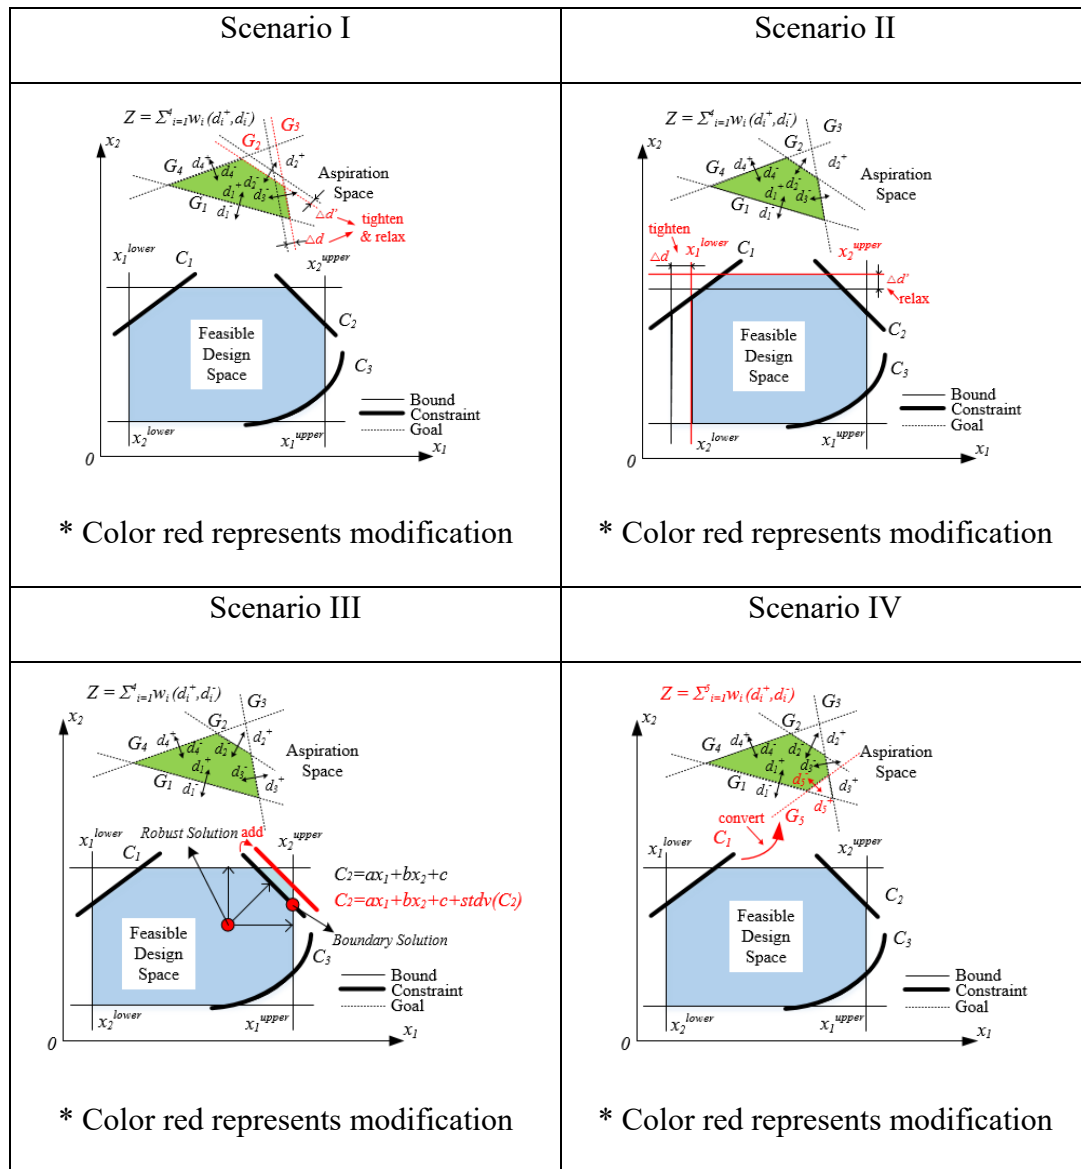 Scenario I
Z = Σ⁴ᵢ₌₁wᵢ(dᵢ⁺,dᵢ⁻)
x₂
G₃
G₂
d₂⁺
G₄
d₄⁺
d₄⁻
d₁⁺
d₂⁻
d₃⁻
G₁
d₁⁻
Aspiration
Space
△d'
tighten
& relax
△d
x₁ˡᵒʷᵉʳ
C₁
x₂ᵘᵖᵖᵉʳ
C₂
Feasible
Design
Space
C₃
Bound
Constraint
Goal
x₂ˡᵒʷᵉʳ
x₁ᵘᵖᵖᵉʳ
0
x₁
* Color red represents modification
Scenario II
Z = Σ⁴ᵢ₌₁wᵢ(dᵢ⁺,dᵢ⁻)
x₂
G₃
G₂
d₂⁺
G₄
d₄⁺
d₄⁻
d₁⁺
d₂⁻
d₃⁻
G₁
d₁⁻
Aspiration
Space
tighten
△d
x₁ˡᵒʷᵉʳ
C₁
x₂ᵘᵖᵖᵉʳ
△d'
relax
C₂
Feasible
Design
Space
C₃
Bound
Constraint
Goal
x₂ˡᵒʷᵉʳ
x₁ᵘᵖᵖᵉʳ
0
x₁
* Color red represents modification
Scenario III
Z = Σ⁴ᵢ₌₁wᵢ(dᵢ⁺,dᵢ⁻)
x₂
G₃
G₂
d₂⁺
G₄
d₄⁺
d₄⁻
d₁⁺
d₂⁻
d₃⁻
G₁
d₁⁻
d₃⁺
Aspiration
Space
x₁ˡᵒʷᵉʳ
C₁
Robust Solution
add
x₂ᵘᵖᵖᵉʳ
C₂=ax₁+bx₂+c
C₂=ax₁+bx₂+c+stdv(C₂)
Boundary Solution
Feasible
Design
Space
C₃
Bound
Constraint
Goal
x₂ˡᵒʷᵉʳ
x₁ᵘᵖᵖᵉʳ
0
x₁
* Color red represents modification
Scenario IV
Z = Σ⁵ᵢ₌₁wᵢ(dᵢ⁺,dᵢ⁻)
x₂
G₃
G₂
d₂⁺
G₄
d₄⁺
d₄⁻
d₁⁺
d₂⁻
d₃⁻
G₁
d₁⁻
d₅⁻
d₃⁺
d₅⁺
Aspiration
Space
convert
G₅
x₁ˡᵒʷᵉʳ
C₁
x₂ᵘᵖᵖᵉʳ
C₂
Feasible
Design
Space
C₃
Bound
Constraint
Goal
x₂ˡᵒʷᵉʳ
x₁ᵘᵖᵖᵉʳ
0
x₁
* Color red represents modification